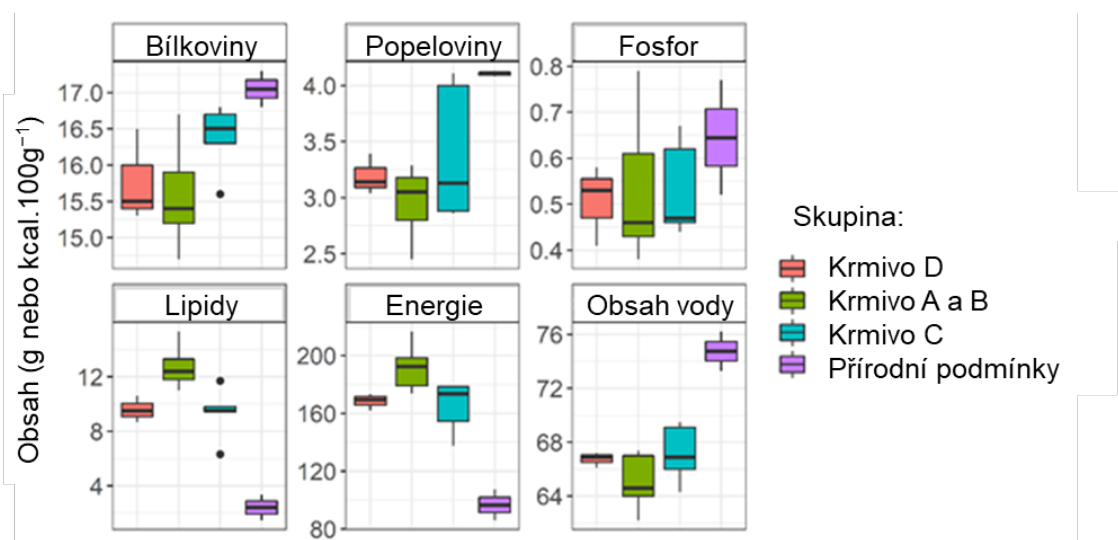 Bílkoviny
Popeloviny
Fosfor
17.0
16.5
16.0
15.5
15.0
4.0
3.5
3.0
2.5
0.8
0.7
0.6
0.5
0.4
Lipidy
Energie
Obsah vody
12
8
4
200
160
120
80
76
72
68
64
Obsah (g nebo kcal.100g⁻¹)
Skupina:
Krmivo D
Krmivo A a B
Krmivo C
Přírodní podmínky